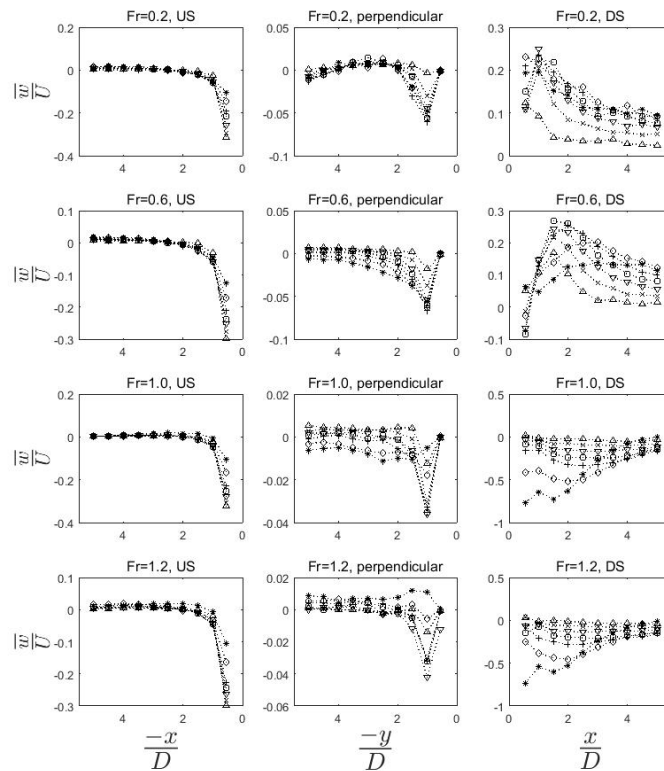 Fr=0.2, US
Fr=0.2, perpendicular
Fr=0.2, DS
0.2
0
-0.2
-0.4
4 2 0
0.05
0
-0.05
-0.1
4 2 0
0.3
0.2
0.1
0
0 2 4
w/U
Fr=0.6, US
Fr=0.6, perpendicular
Fr=0.6, DS
0.1
0
-0.1
-0.2
-0.3
4 2 0
0.05
0
-0.05
-0.1
4 2 0
0.3
0.2
0.1
0
-0.1
0 2 4
w/U
Fr=1.0, US
Fr=1.0, perpendicular
Fr=1.0, DS
0.2
0
-0.2
-0.4
4 2 0
0.02
0
-0.02
-0.04
4 2 0
0.5
0
-0.5
-1
0 2 4
w/U
Fr=1.2, US
Fr=1.2, perpendicular
Fr=1.2, DS
0.1
0
-0.1
-0.2
-0.3
4 2 0
0.02
0
-0.02
-0.04
-0.06
4 2 0
0.5
0
-0.5
-1
0 2 4
w/U
-x/D
-y/D
x/D